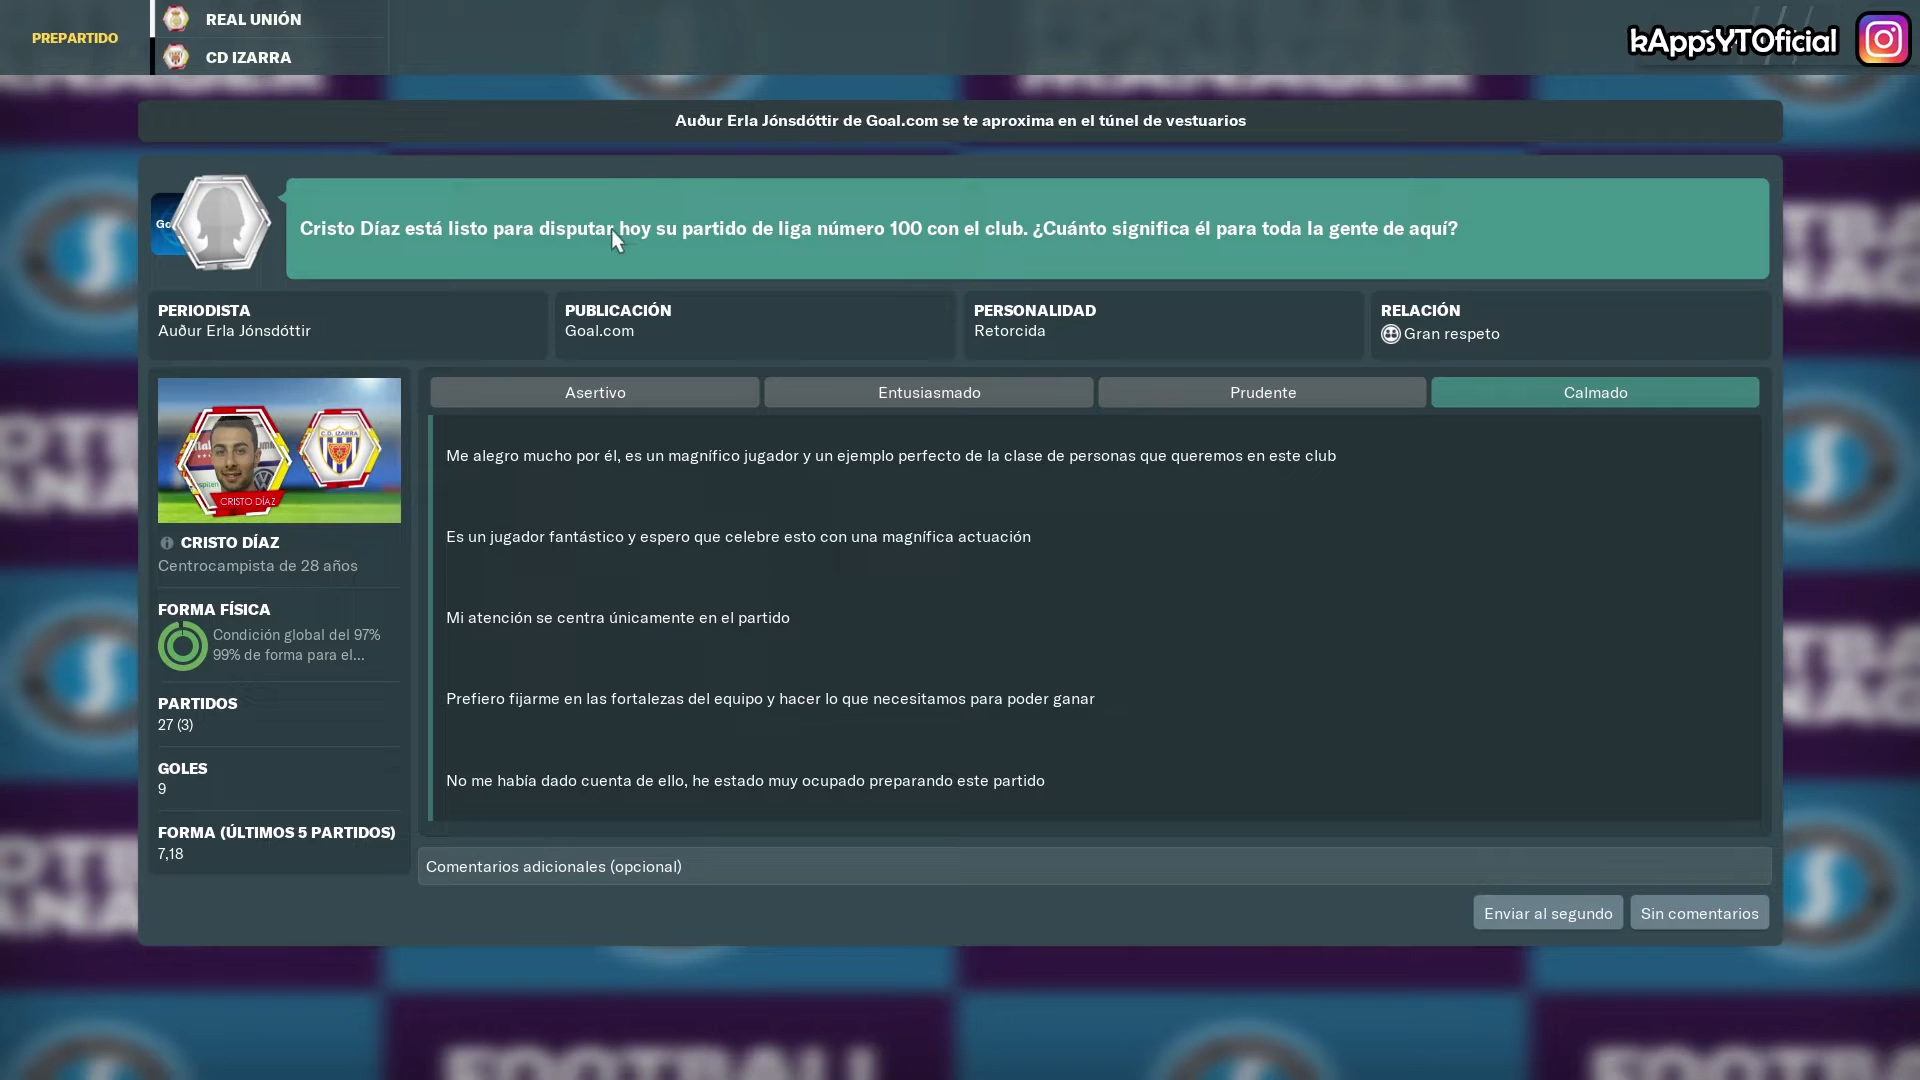 PREPARTIDO
REAL UNIÓN
CD IZARRA
kAppsYTOficial
Auður Erla Jónsdóttir de Goal.com se te aproxima en el túnel de vestuarios
Cristo Díaz está listo para disputar hoy su partido de liga número 100 con el club. ¿Cuánto significa él para toda la gente de aquí?
PERIODISTA
Auður Erla Jónsdóttir
PUBLICACIÓN
Goal.com
PERSONALIDAD
Retorcida
RELACIÓN
Gran respeto
Asertivo
Entusiasmado
Prudente
Calmado
CRISTO DÍAZ
CRISTO DÍAZ
Centrocampista de 28 años
FORMA FÍSICA
Condición global del 97%
99% de forma para el...
PARTIDOS
27 (3)
GOLES
9
FORMA (ÚLTIMOS 5 PARTIDOS)
7,18
Me alegro mucho por él, es un magnífico jugador y un ejemplo perfecto de la clase de personas que queremos en este club
Es un jugador fantástico y espero que celebre esto con una magnífica actuación
Mi atención se centra únicamente en el partido
Prefiero fijarme en las fortalezas del equipo y hacer lo que necesitamos para poder ganar
No me había dado cuenta de ello, he estado muy ocupado preparando este partido
Comentarios adicionales (opcional)
Enviar al segundo
Sin comentarios